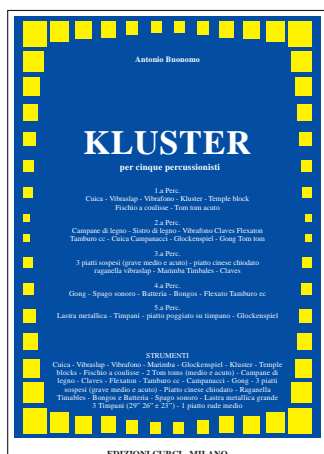 Antonio Buonomo
KLUSTER
per cinque percussionisti
1.a Perc.
Cuica - Vibraslap - Vibrafono - Kluster - Temple block
Fischio a coulisse - Tom tom acuto
2.a Perc.
Campane di legno - Sistro di legno - Vibrafono Claves Flexaton
Tamburo cc - Cuica Campanacci - Glockenspiel - Gong Tom tom
3.a Perc.
3 piatti sospesi (grave medio e acuto) - piatto cinese chiodato
raganella vibraslap - Marimba Timbales - Claves
4.a Perc.
Gong - Spago sonoro - Batteria - Bongos - Flexato Tamburo ec
5.a Perc.
Lastra metallica - Timpani - piatto poggiato su timpano - Glockenspiel
STRUMENTI
Cuica - Vibraslap - Vibrafono - Marimba - Glockenspiel - Kluster - Temple
blocks - Fischio a coulisse - 2 Tom toms (medio e acuto) - Campane di
legno - Claves - Flexaton - Tamburo cc - Campanacci - Gong - 3 piatti
sospesi (grave medio e acuto) - Piatto cinese chiodato - Raganella
Timables - Bongos e Batteria - Spago sonoro - Lastra metallica grande
3 Timpani (29" 26" e 23") - 1 piatto rude medio
EDIZIONI CURCI - MILANO